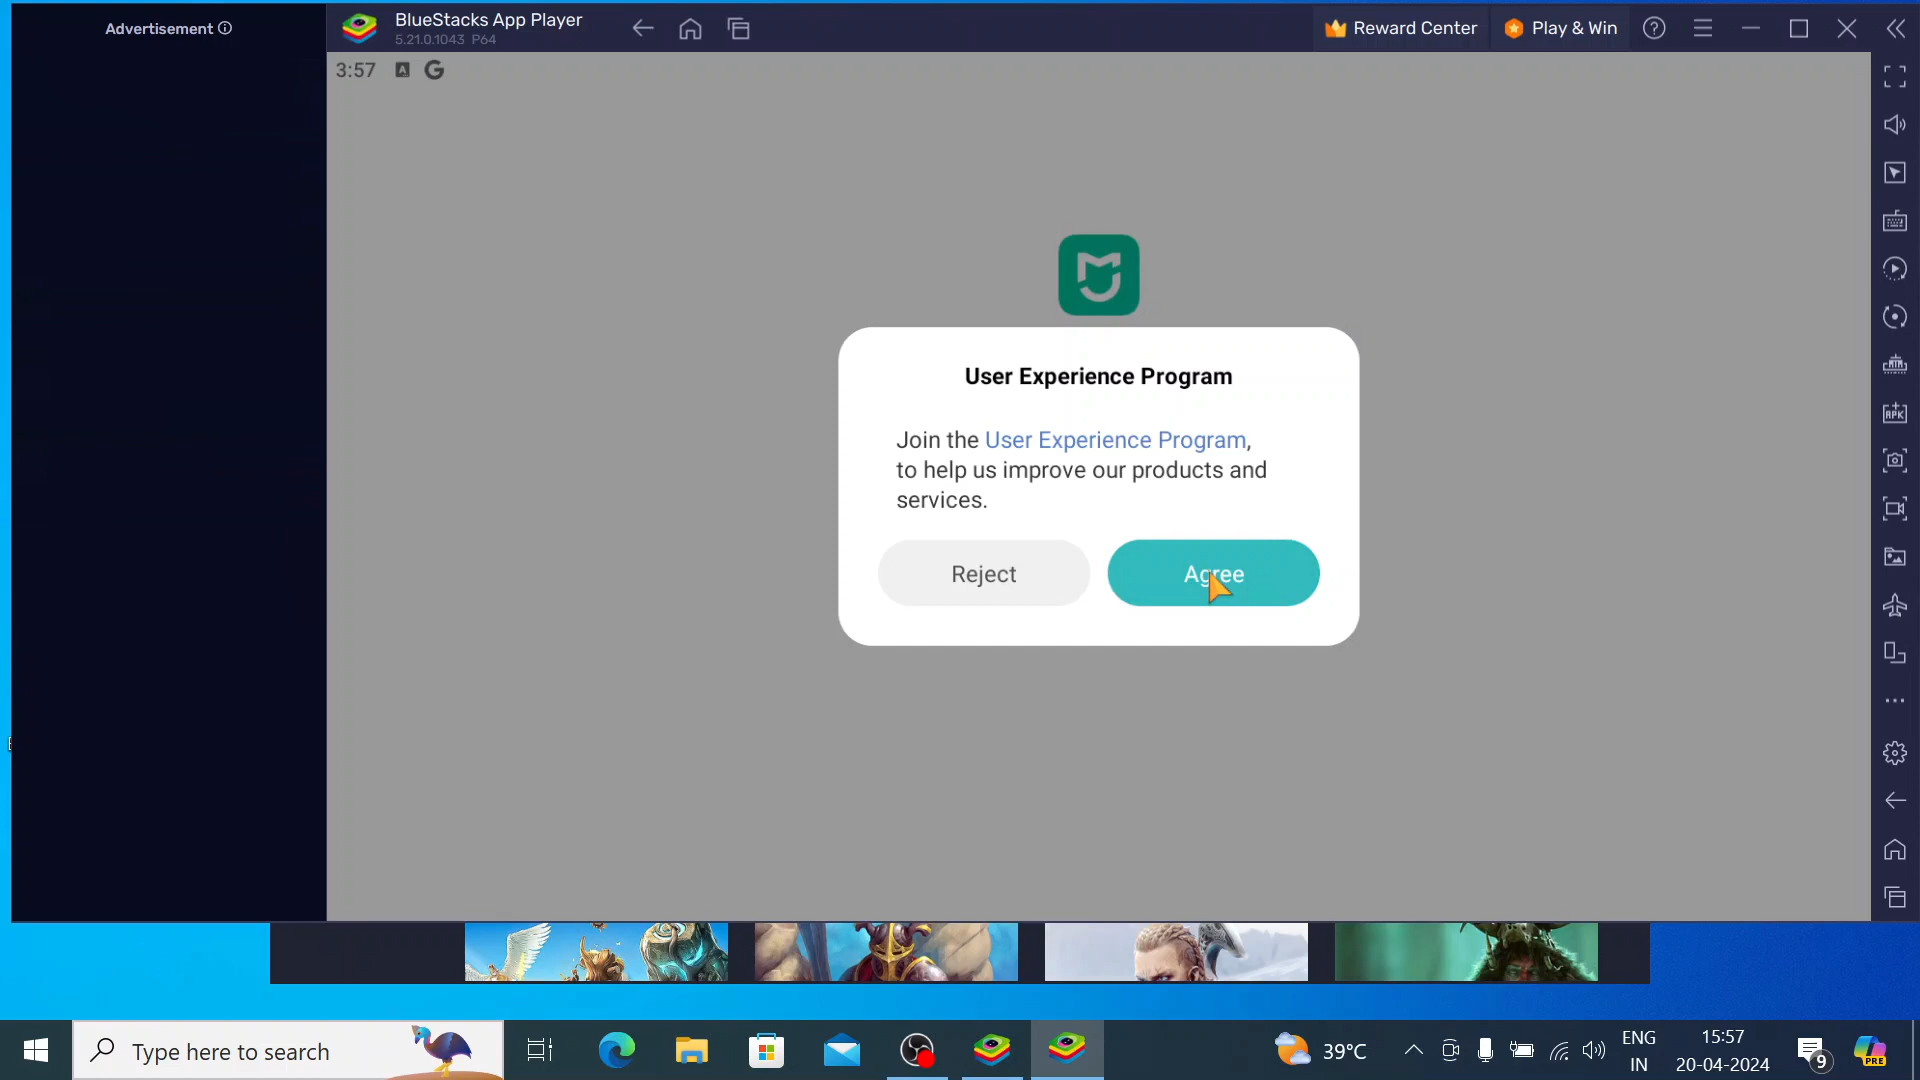 Advertisement
BlueStacks App Player
5.21.0.1043 P64
Reward Center
Play & Win
3:57
User Experience Program
Join the User Experience Program,
to help us improve our products and
services.
Reject
Agree
Type here to search
39°C
ENG
IN
15:57
20-04-2024
9
PRE